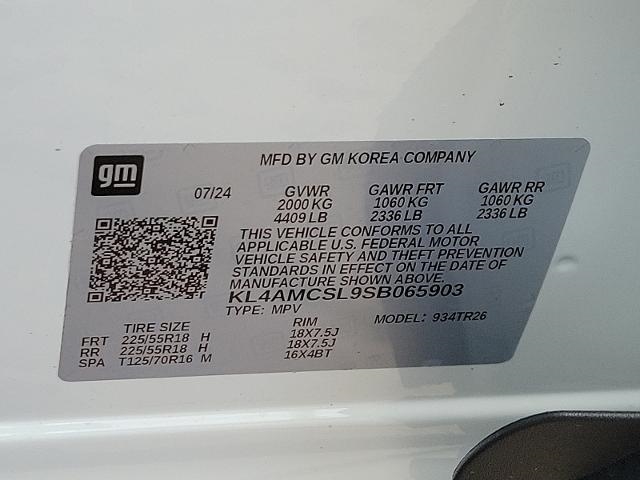 gm
MFD BY GM KOREA COMPANY
07/24 GVWR GAWR FRT GAWR RR
2000 KG 1060 KG 1060 KG
4409 LB 2336 LB 2336 LB
THIS VEHICLE CONFORMS TO ALL
APPLICABLE U.S. FEDERAL MOTOR
VEHICLE SAFETY AND THEFT PREVENTION
STANDARDS IN EFFECT ON THE DATE OF
MANUFACTURE SHOWN ABOVE.
KL4AMCSL9SB065903
TYPE: MPV
TIRE SIZE RIM MODEL: 934TR26
FRT 225/55R18 H 18X7.5J
RR 225/55R18 H 18X7.5J
SPA T125/70R16 M 16X4BT